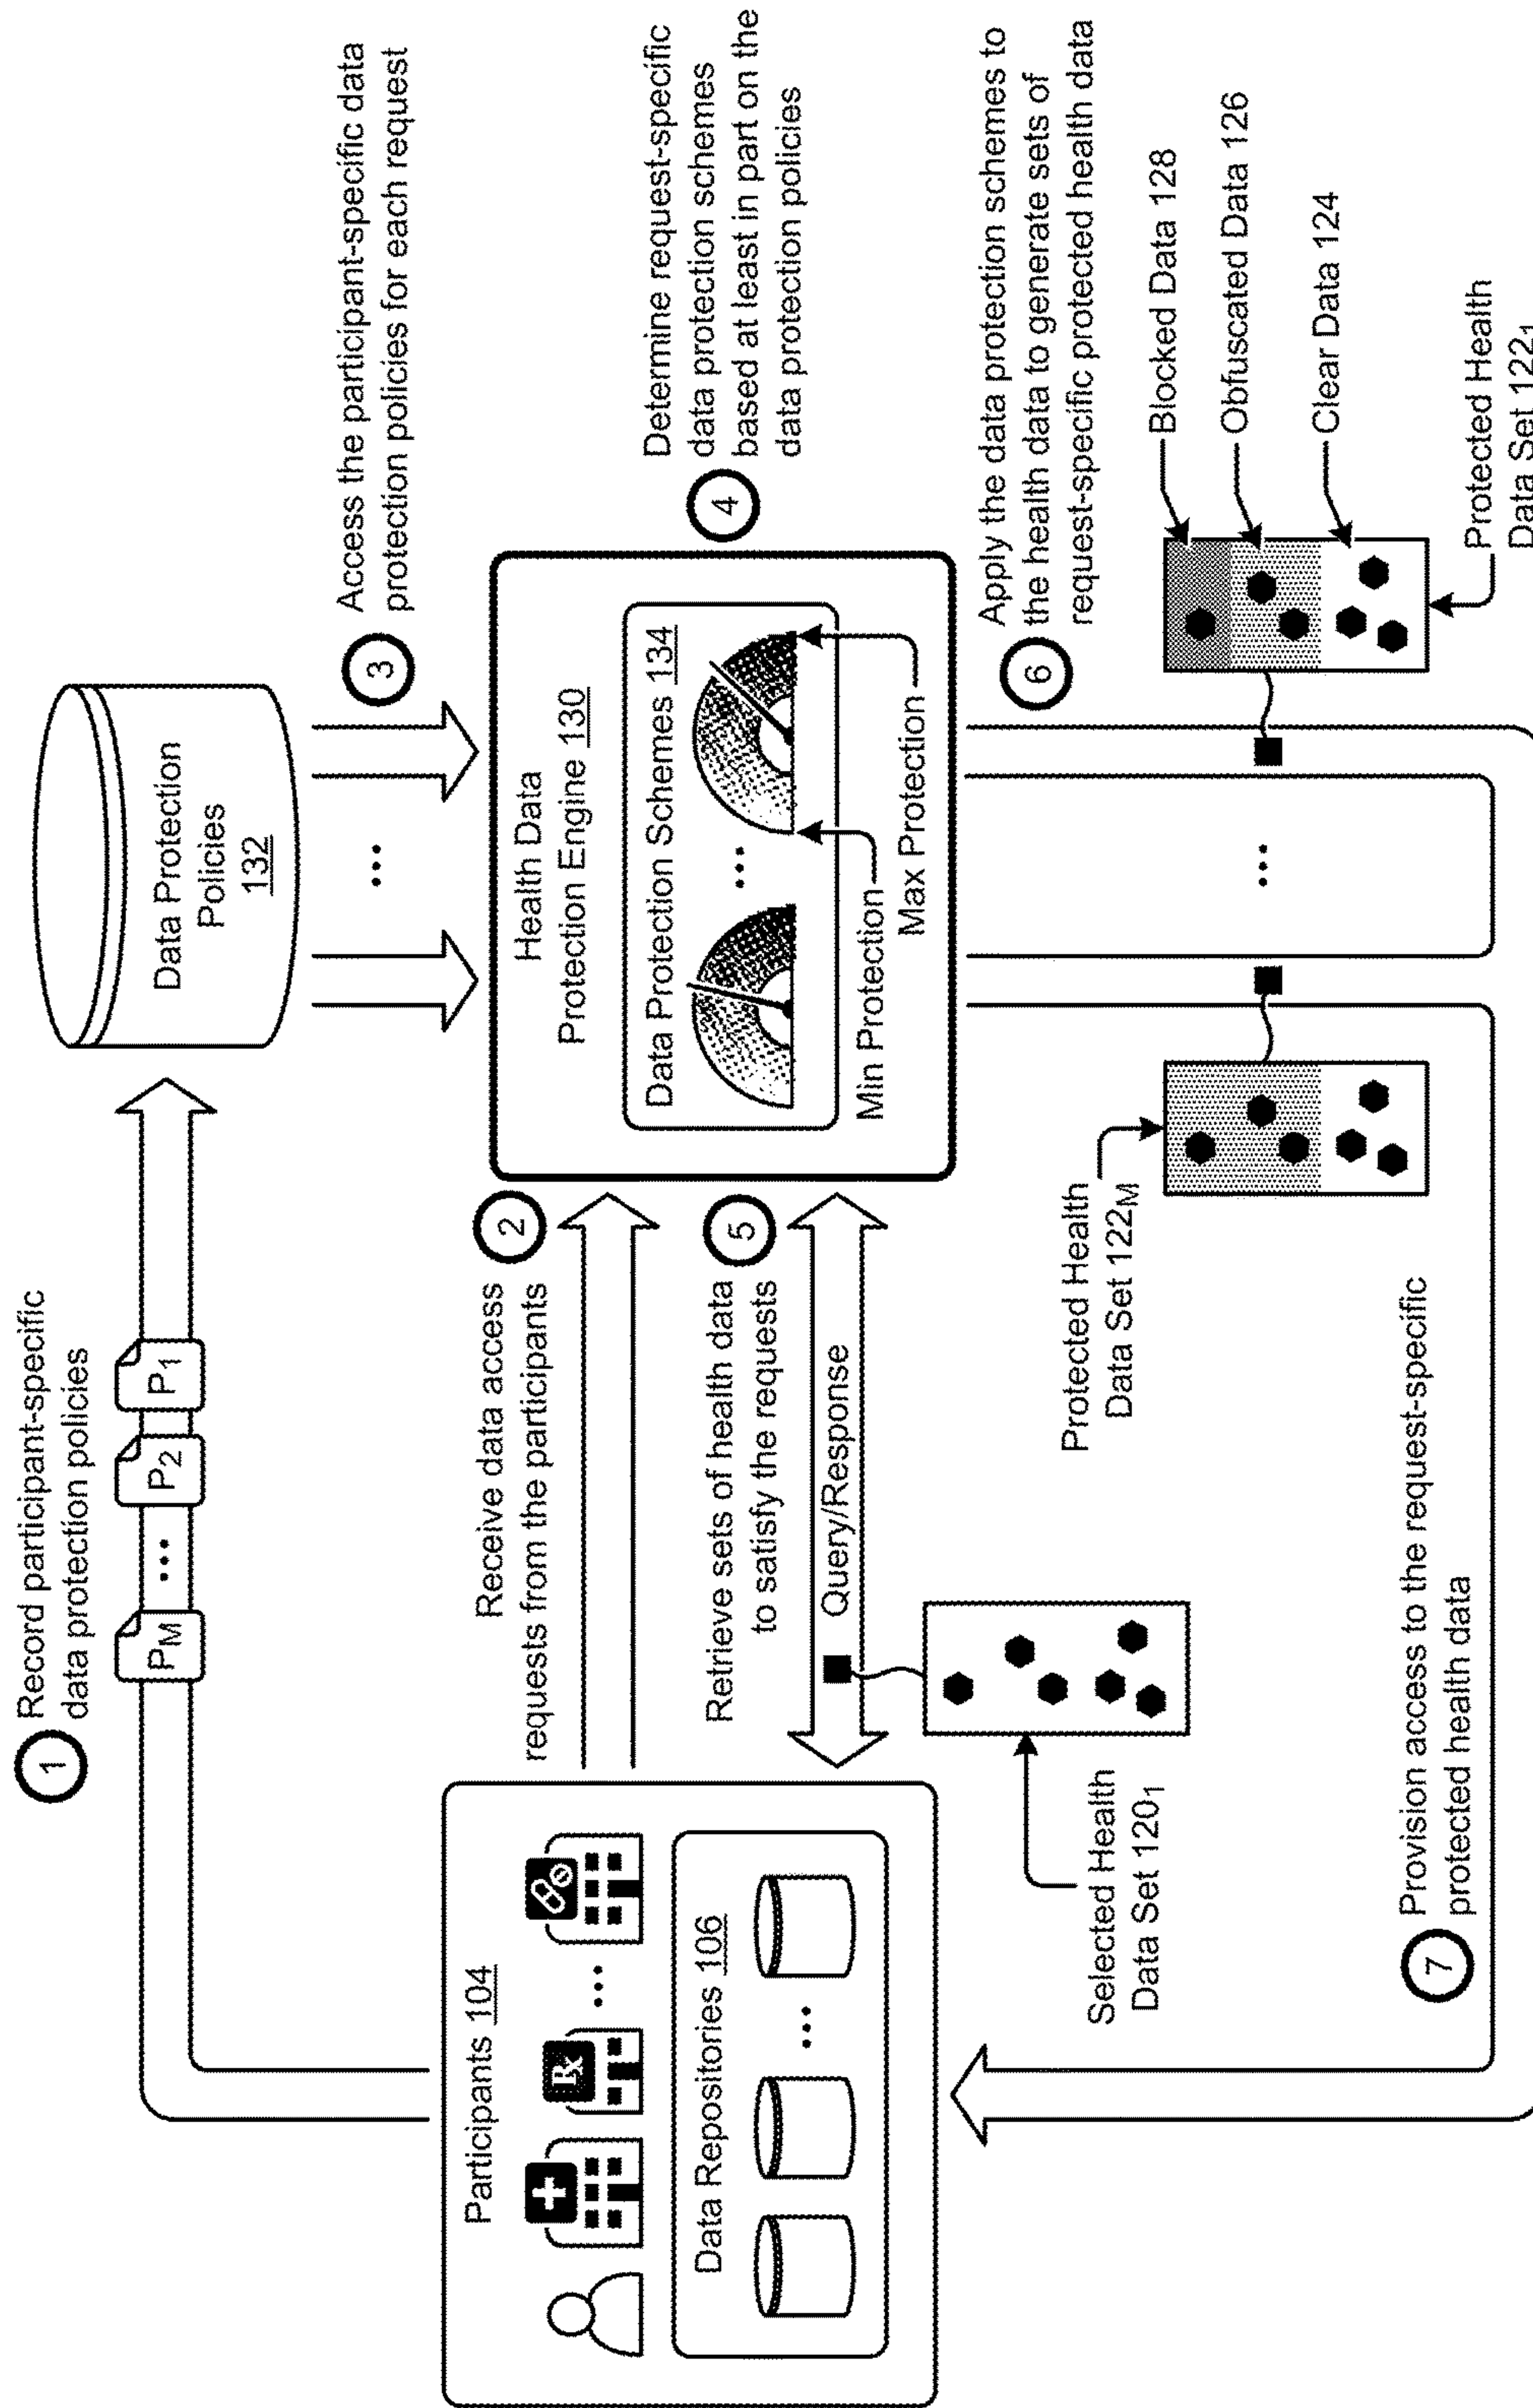 1
Record participant-specific
data protection policies
PM
...
P2
P1
Data Protection
Policies
132
3
Access the participant-specific data
protection policies for each request
...
Participants 104
Rx
...
Data Repositories 106
...
2
Receive data access
requests from the participants
5
Retrieve sets of health data
to satisfy the requests
Query/Response
Selected Health
Data Set 120₁
Health Data
Protection Engine 130
Data Protection Schemes 134
...
Min Protection
Max Protection
4
Determine request-specific
data protection schemes
based at least in part on the
data protection policies
6
Apply the data protection schemes to
the health data to generate sets of
request-specific protected health data
Protected Health
Data Set 122M
...
Blocked Data 128
Obfuscated Data 126
Clear Data 124
Protected Health
Data Set 122₁
7
Provision access to the request-specific
protected health data